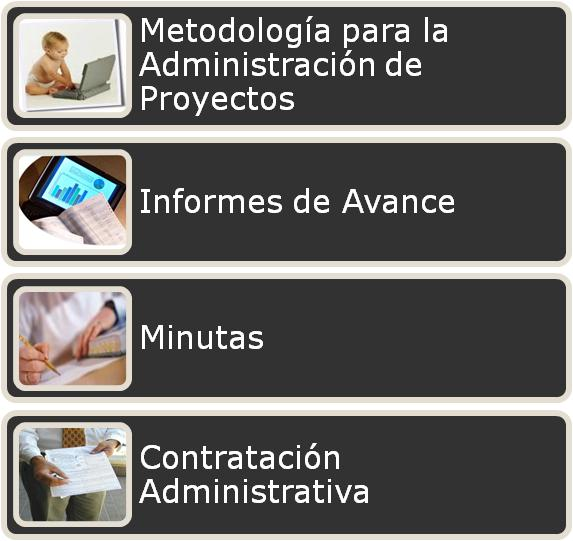 Metodología para la
Administración de
Proyectos
Informes de Avance
Minutas
Contratación
Administrativa